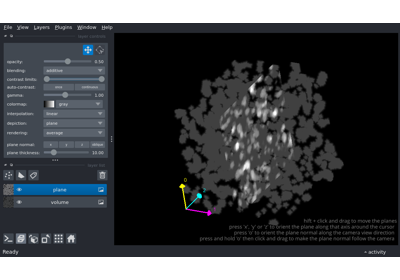 File View Layers Plugins Window Help
layer controls
opacity: 0.50
blending: additive
contrast limits:
auto-contrast: once continuous
gamma: 1.00
colormap: gray
interpolation: linear
depiction: plane
rendering: average
plane normal: x y z oblique
plane thickness: 10.00
layer list
plane
volume
0
hift + click and drag to move the planes
press 'x', 'y' or 'z' to orient the plane along that axis around the cursor
press 'o' to orient the plane normal along the camera view direction
press and hold 'o' then click and drag to make the plane normal follow the camera
Ready
activity